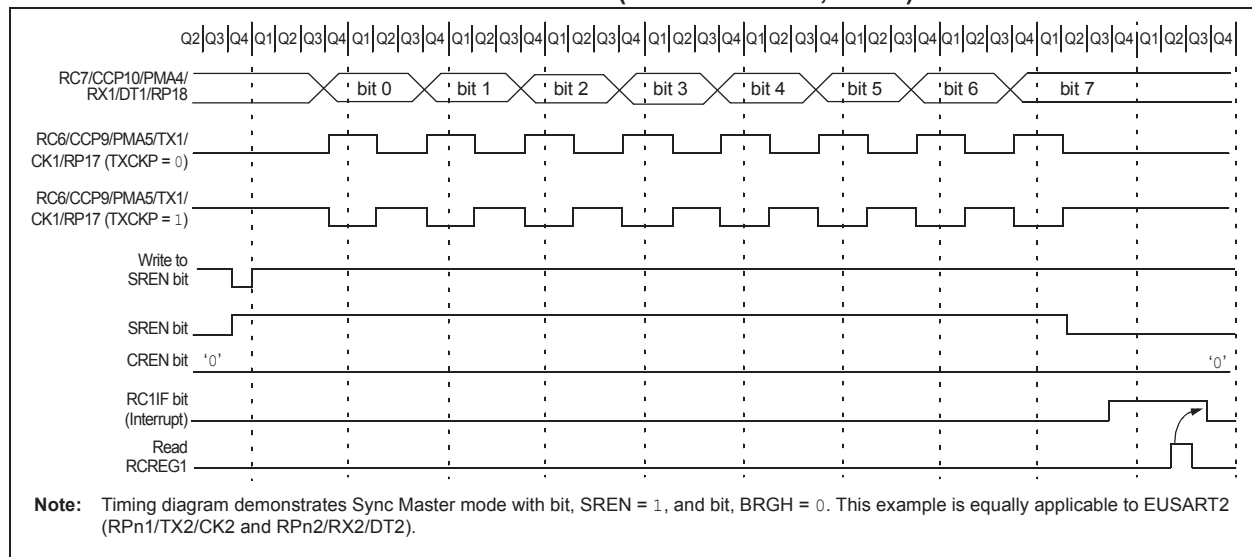 Q2|Q3|Q4|Q1|Q2|Q3|Q4|Q1|Q2|Q3|Q4|Q1|Q2|Q3|Q4|Q1|Q2|Q3|Q4|Q1|Q2|Q3|Q4|Q1|Q2|Q3|Q4|Q1|Q2|Q3|Q4|Q1|Q2|Q3|Q4|Q1|Q2|Q3|Q4|Q1|Q2|Q3|Q4
RC7/CCP10/PMA4/
RX1/DT1/RP18
bit 0 bit 1 bit 2 bit 3 bit 4 bit 5 bit 6 bit 7
RC6/CCP9/PMA5/TX1/
CK1/RP17 (TXCKP = 0)
RC6/CCP9/PMA5/TX1/
CK1/RP17 (TXCKP = 1)
Write to
SREN bit
SREN bit
CREN bit ‘0’ ‘0’
RC1IF bit
(Interrupt)
Read
RCREG1
Note: Timing diagram demonstrates Sync Master mode with bit, SREN = 1, and bit, BRGH = 0. This example is equally applicable to EUSART2
(RPn1/TX2/CK2 and RPn2/RX2/DT2).